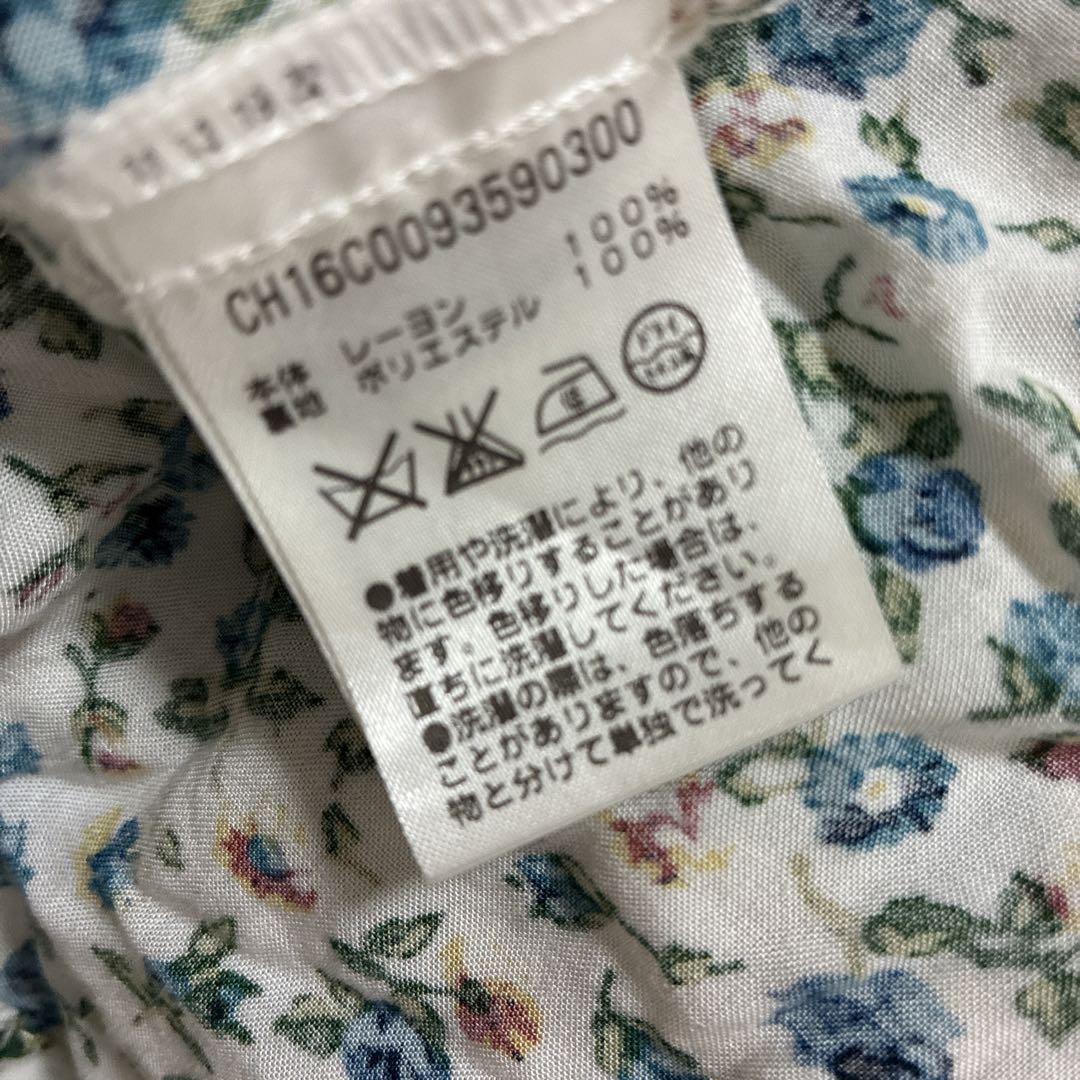 CH16C0093590300
本体 レーヨン 100%
裏地 ポリエステル 100%
ドライ
●着用や洗濯により、他の
物に色移りすることがあり
ます。色移りした場合は、
直ちに洗濯してください。
●洗濯の際は、色落ちする
ことがありますので、他の
物と分けて単独で洗ってく